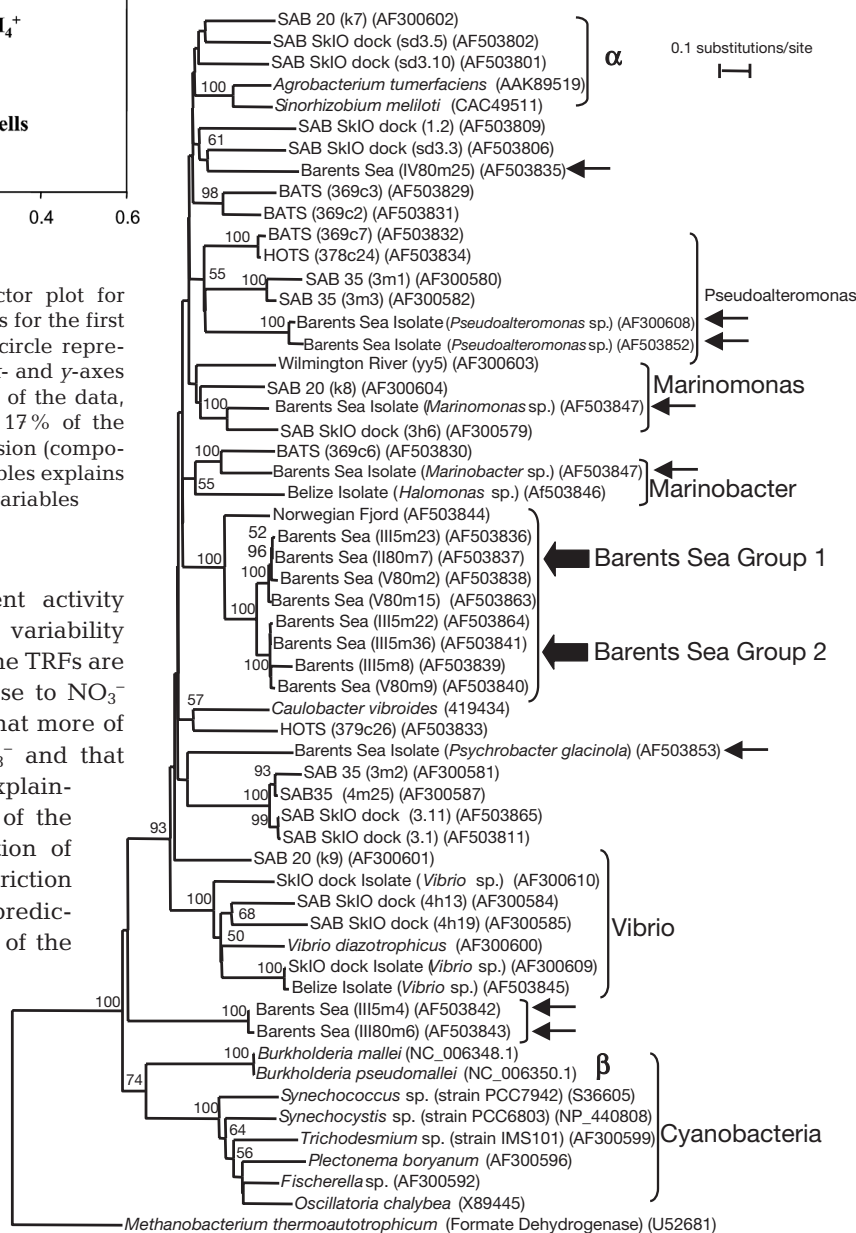 I₄⁺
ells
0.4 0.6
ctor plot for
s for the first
circle repre-
- and y-axes
of the data,
17% of the
sion (compo-
bles explains
variables
ent activity
variability
he TRFs are
se to NO₃⁻
hat more of
₃⁻ and that
xplain-
of the
tion of
riction
predic-
of the
0.1 substitutions/site
SAB 20 (k7) (AF300602)
SAB SkIO dock (sd3.5) (AF503802)
α
SAB SkIO dock (sd3.10) (AF503801)
100
Agrobacterium tumerfaciens (AAK89519)
Sinorhizobium meliloti (CAC49511)
SAB SkIO dock (1.2) (AF503809)
61
SAB SkIO dock (sd3.3) (AF503806)
Barents Sea (IV80m25) (AF503835)
98
BATS (369c3) (AF503829)
BATS (369c2) (AF503831)
100
BATS (369c7) (AF503832)
HOTS (378c24) (AF503834)
55
100
SAB 35 (3m1) (AF300580)
SAB 35 (3m3) (AF300582)
Pseudoalteromonas
100
Barents Sea Isolate (Pseudoalteromonas sp.) (AF300608)
Barents Sea Isolate (Pseudoalteromonas sp.) (AF503852)
Wilmington River (yy5) (AF300603)
SAB 20 (k8) (AF300604)
Marinomonas
100
Barents Sea Isolate (Marinomonas sp.) (AF503847)
SAB SkIO dock (3h6) (AF300579)
100
BATS (369c6) (AF503830)
Barents Sea Isolate (Marinobacter sp.) (AF503847)
55
Belize Isolate (Halomonas sp.) (Af503846)
Marinobacter
Norwegian Fjord (AF503844)
52
Barents Sea (III5m23) (AF503836)
96
Barents Sea (II80m7) (AF503837)
Barents Sea Group 1
100
100
Barents Sea (V80m2) (AF503838)
Barents Sea (V80m15) (AF503863)
100
Barents Sea (III5m22) (AF503864)
Barents Sea (III5m36) (AF503841)
Barents Sea Group 2
100
Barents (III5m8) (AF503839)
Barents Sea (V80m9) (AF503840)
57
Caulobacter vibroides (419434)
HOTS (379c26) (AF503833)
Barents Sea Isolate (Psychrobacter glacinola) (AF503853)
93
SAB 35 (3m2) (AF300581)
100
SAB35 (4m25) (AF300587)
99
SAB SkIO dock (3.11) (AF503865)
SAB SkIO dock (3.1) (AF503811)
93
SAB 20 (k9) (AF300601)
SkIO dock Isolate (Vibrio sp.) (AF300610)
100
SAB SkIO dock (4h13) (AF300584)
68
SAB SkIO dock (4h19) (AF300585)
Vibrio
50
Vibrio diazotrophicus (AF300600)
100
SkIO dock Isolate (Vibrio sp.) (AF300609)
Belize Isolate (Vibrio sp.) (AF503845)
100
100
Barents Sea (III5m4) (AF503842)
Barents Sea (III80m6) (AF503843)
100
Burkholderia mallei (NC_006348.1)
Burkholderia pseudomallei (NC_006350.1)
β
74
Synechococcus sp. (strain PCC7942) (S36605)
100
Synechocystis sp. (strain PCC6803) (NP_440808)
64
Trichodesmium sp. (strain IMS101) (AF300599)
Cyanobacteria
56
Plectonema boryanum (AF300596)
Fischerella sp. (AF300592)
Oscillatoria chalybea (X89445)
Methanobacterium thermoautotrophicum (Formate Dehydrogenase) (U52681)